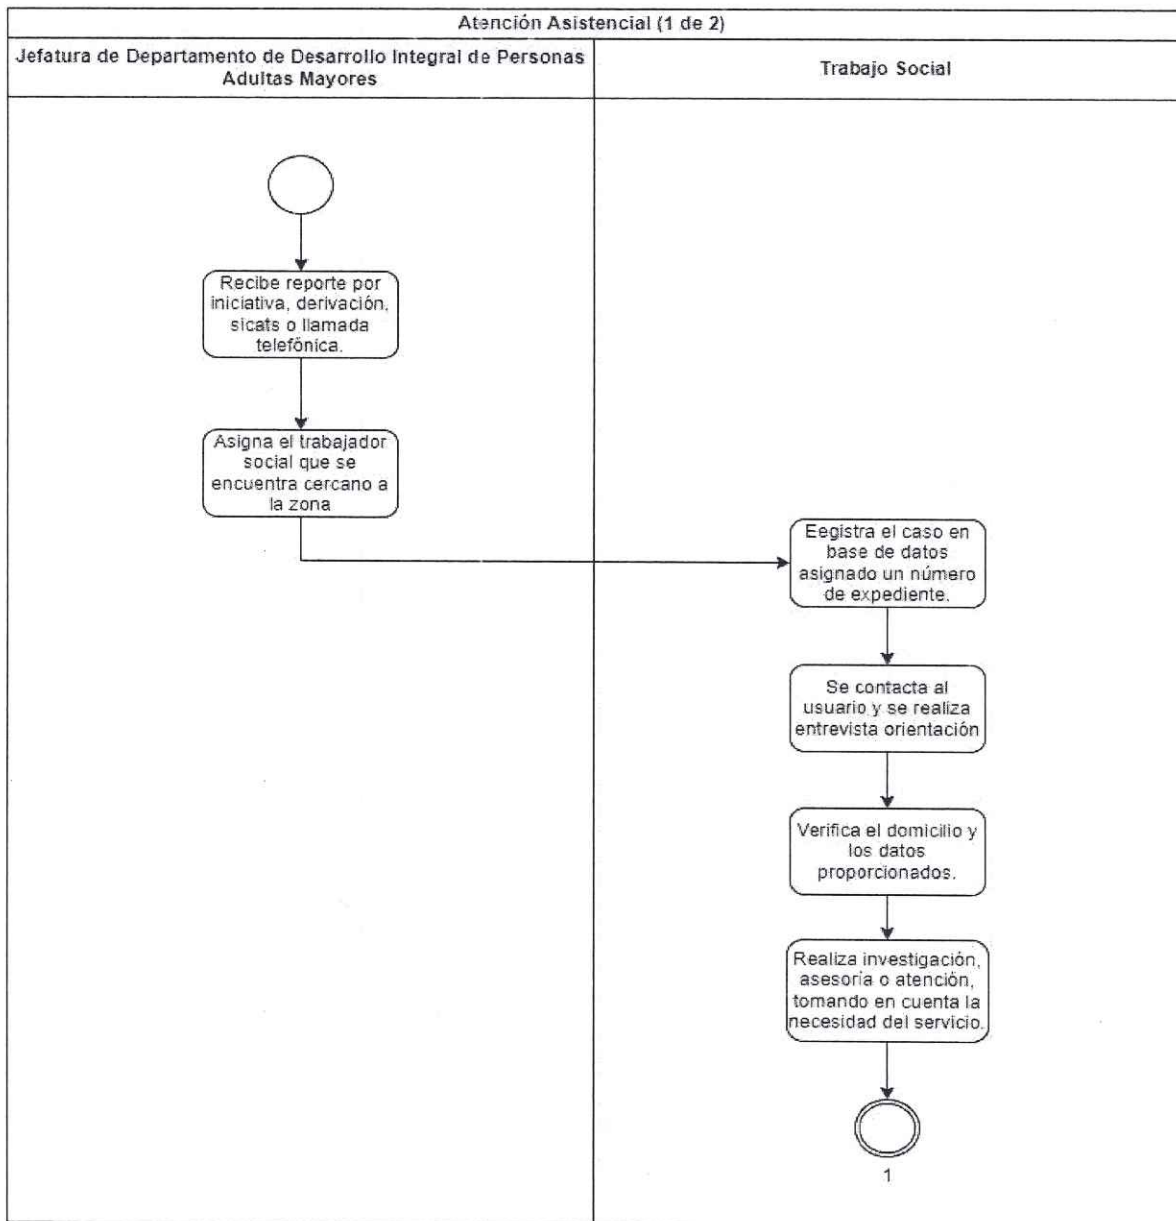 Atención Asistencial (1 de 2)
Jefatura de Departamento de Desarrollo Integral de Personas
Adultas Mayores
Trabajo Social
Recibe reporte por
iniciativa, derivación,
sicats o llamada
telefónica.
Asigna el trabajador
social que se
encuentra cercano a
la zona
Eegistra el caso en
base de datos
asignado un número
de expediente.
Se contacta al
usuario y se realiza
entrevista orientación
Verifica el domicilio y
los datos
proporcionados.
Realiza investigación,
asesoría o atención,
tomando en cuenta la
necesidad del servicio.
1